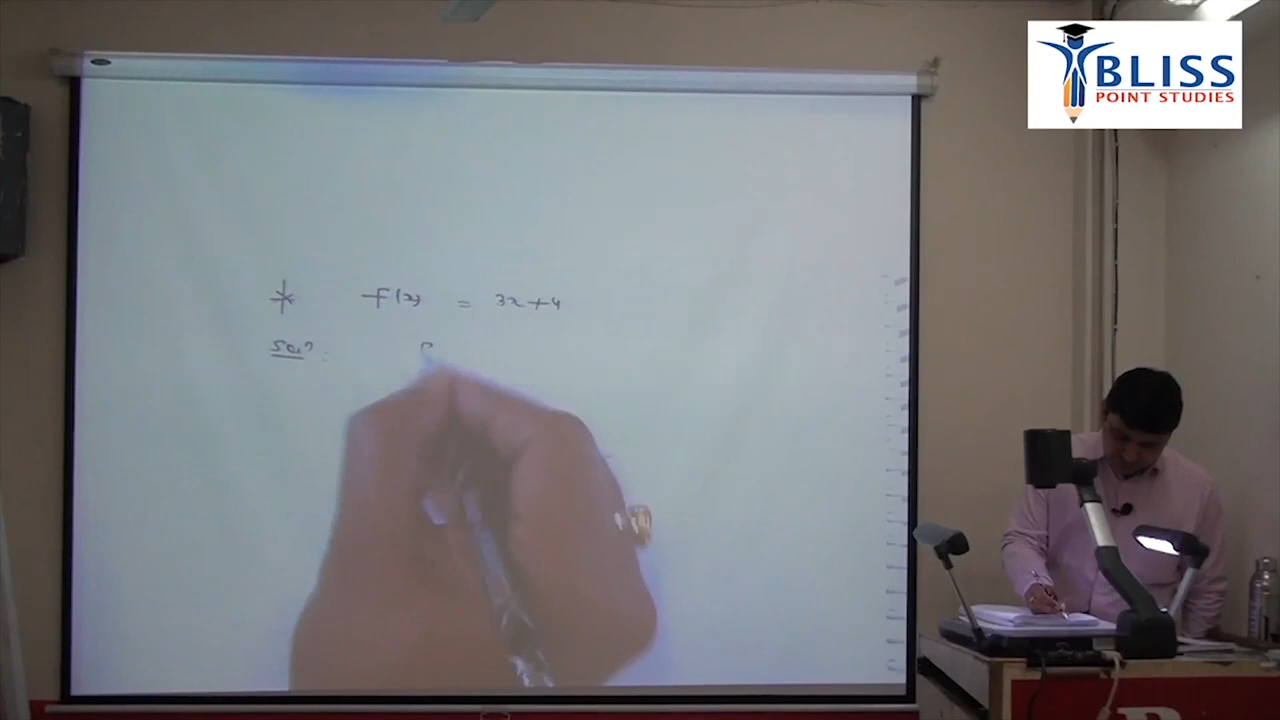 BLISS
POINT STUDIES
* f(x) = 3x+4
Sol? :